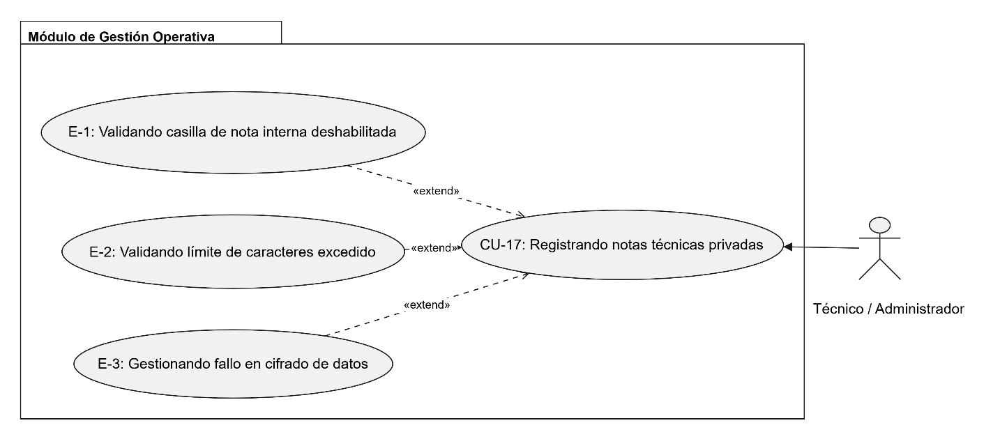 Módulo de Gestión Operativa
E-1: Validando casilla de nota interna deshabilitada
«extend»
E-2: Validando límite de caracteres excedido
«extend»
CU-17: Registrando notas técnicas privadas
«extend»
Técnico / Administrador
E-3: Gestionando fallo en cifrado de datos